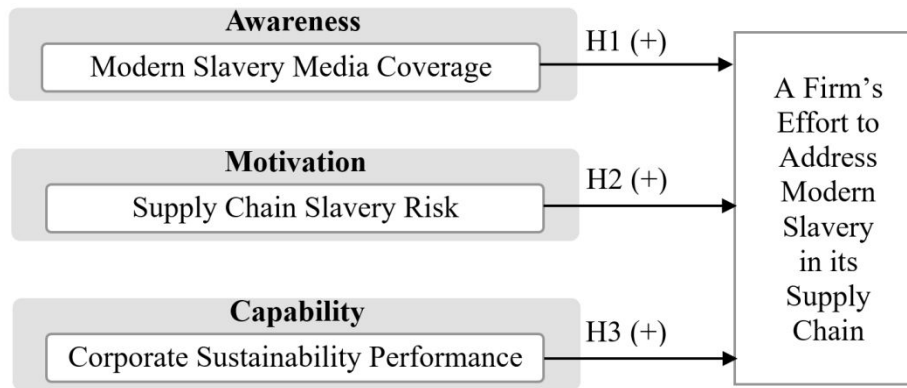 Awareness
Modern Slavery Media Coverage
H1 (+)
Motivation
Supply Chain Slavery Risk
H2 (+)
Capability
Corporate Sustainability Performance
H3 (+)
A Firm’s
Effort to
Address
Modern
Slavery
in its
Supply
Chain